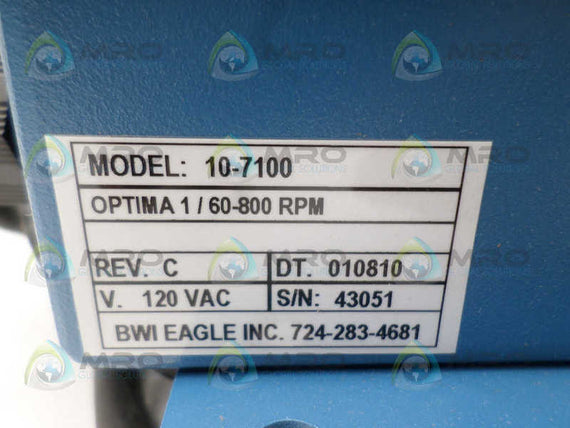 MODEL: 10-7100
OPTIMA 1 / 60-800 RPM
REV. C DT. 010810
V. 120 VAC S/N: 43051
BWI EAGLE INC. 724-283-4681
MRO